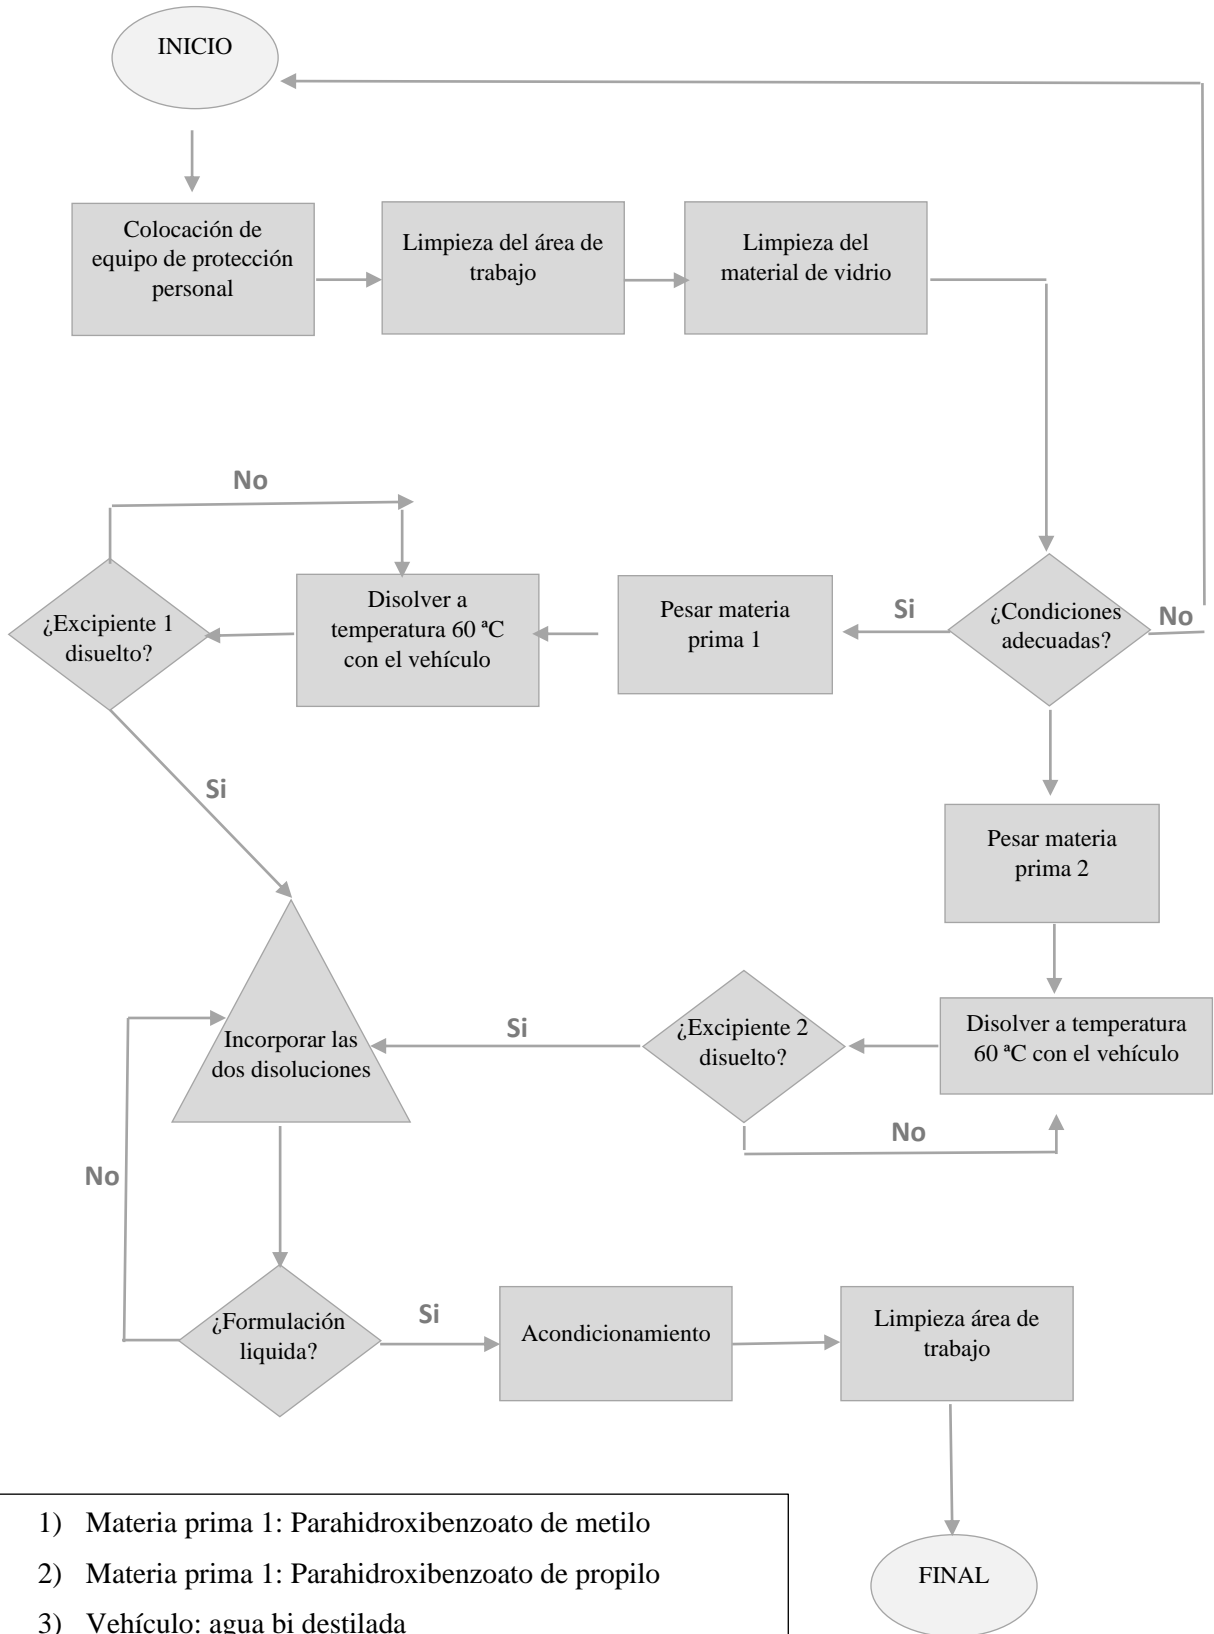 INICIO
Colocación de
equipo de protección
personal
Limpieza del área de
trabajo
Limpieza del
material de vidrio
No
¿Excipiente 1
disuelto?
Disolver a
temperatura 60 ªC
con el vehículo
Pesar materia
prima 1
Si
¿Condiciones
adecuadas?
No
Si
Pesar materia
prima 2
Incorporar las
dos disoluciones
Si
¿Excipiente 2
disuelto?
Disolver a temperatura
60 ªC con el vehículo
No
No
¿Formulación
liquida?
Si
Acondicionamiento
Limpieza área de
trabajo
1) Materia prima 1: Parahidroxibenzoato de metilo
2) Materia prima 1: Parahidroxibenzoato de propilo
3) Vehículo: agua bi destilada
FINAL